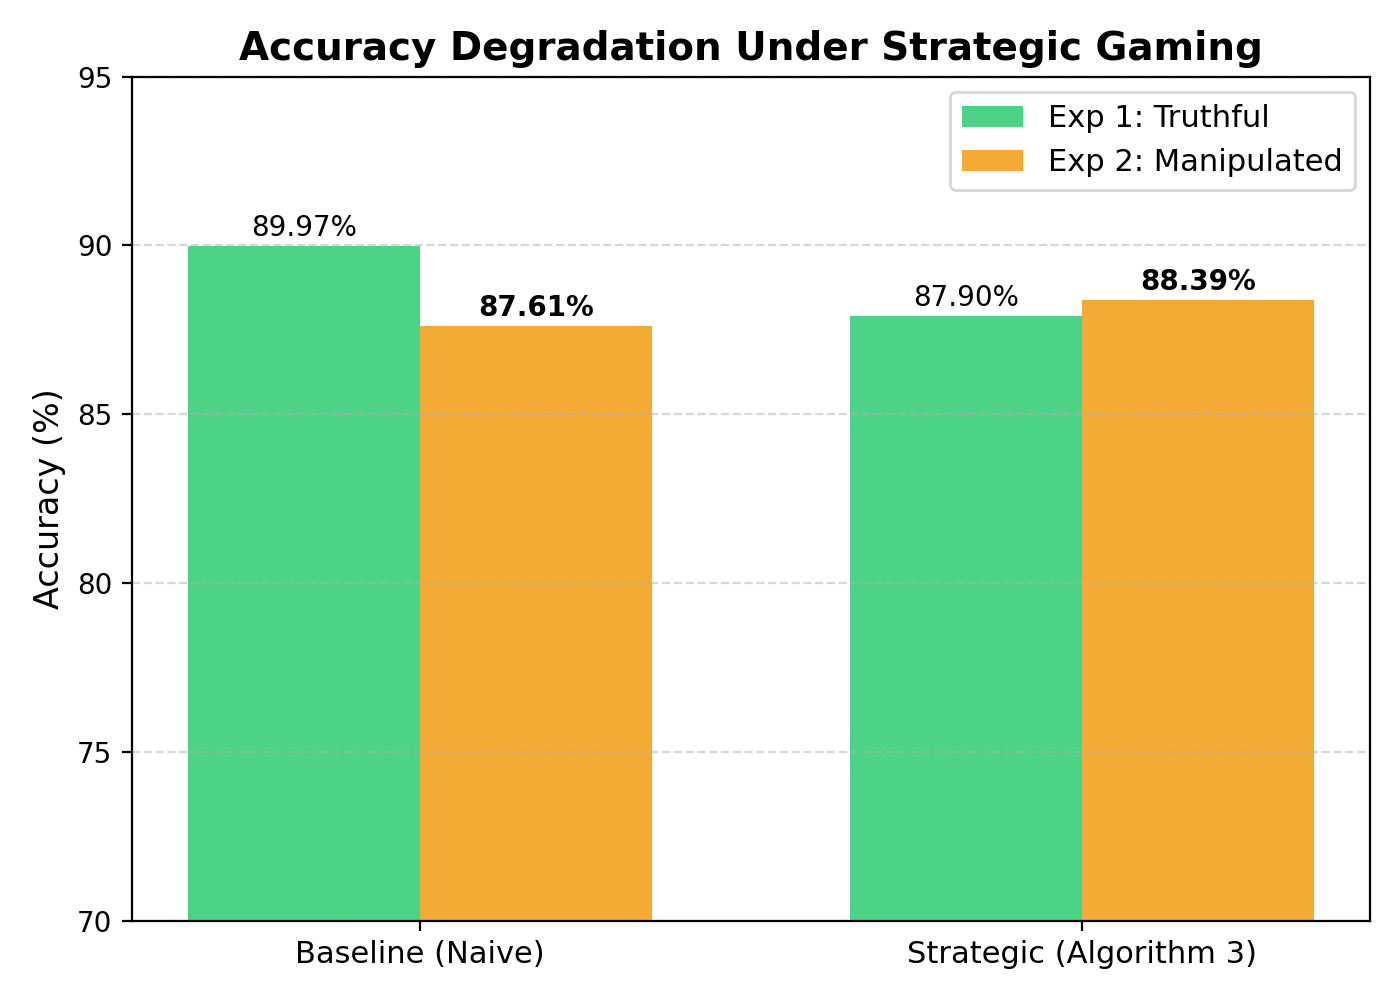 Accuracy Degradation Under Strategic Gaming
95
90
85
80
75
70
Accuracy (%)
Exp 1: Truthful
Exp 2: Manipulated
89.97%
87.61%
87.90%
88.39%
Baseline (Naive)
Strategic (Algorithm 3)